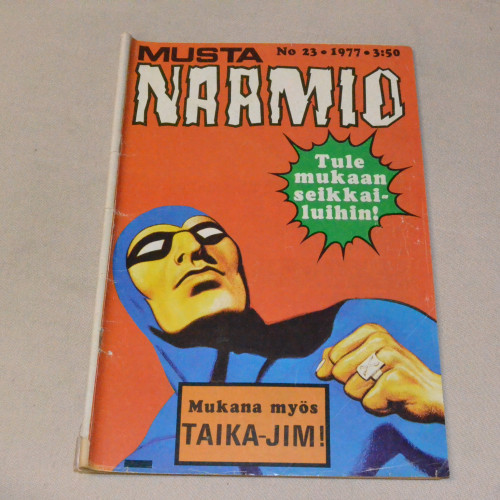 MUSTA
No 23 • 1977 • 3:50
NAAMIO
Tule
mukaan
seikkai-
luihin!
Mukana myös
TAIKA-JIM!